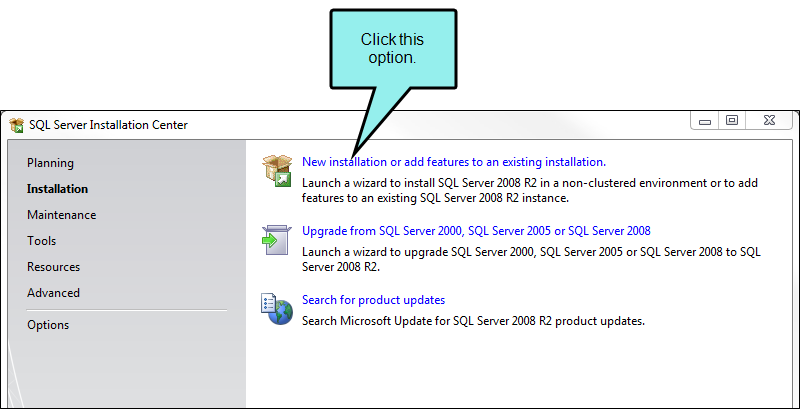 Click this
option.
SQL Server Installation Center
Planning
Installation
Maintenance
Tools
Resources
Advanced
Options
New installation or add features to an existing installation.
Launch a wizard to install SQL Server 2008 R2 in a non-clustered environment or to add
features to an existing SQL Server 2008 R2 instance.
Upgrade from SQL Server 2000, SQL Server 2005 or SQL Server 2008
Launch a wizard to upgrade SQL Server 2000, SQL Server 2005 or SQL Server 2008 to SQL
Server 2008 R2.
Search for product updates
Search Microsoft Update for SQL Server 2008 R2 product updates.